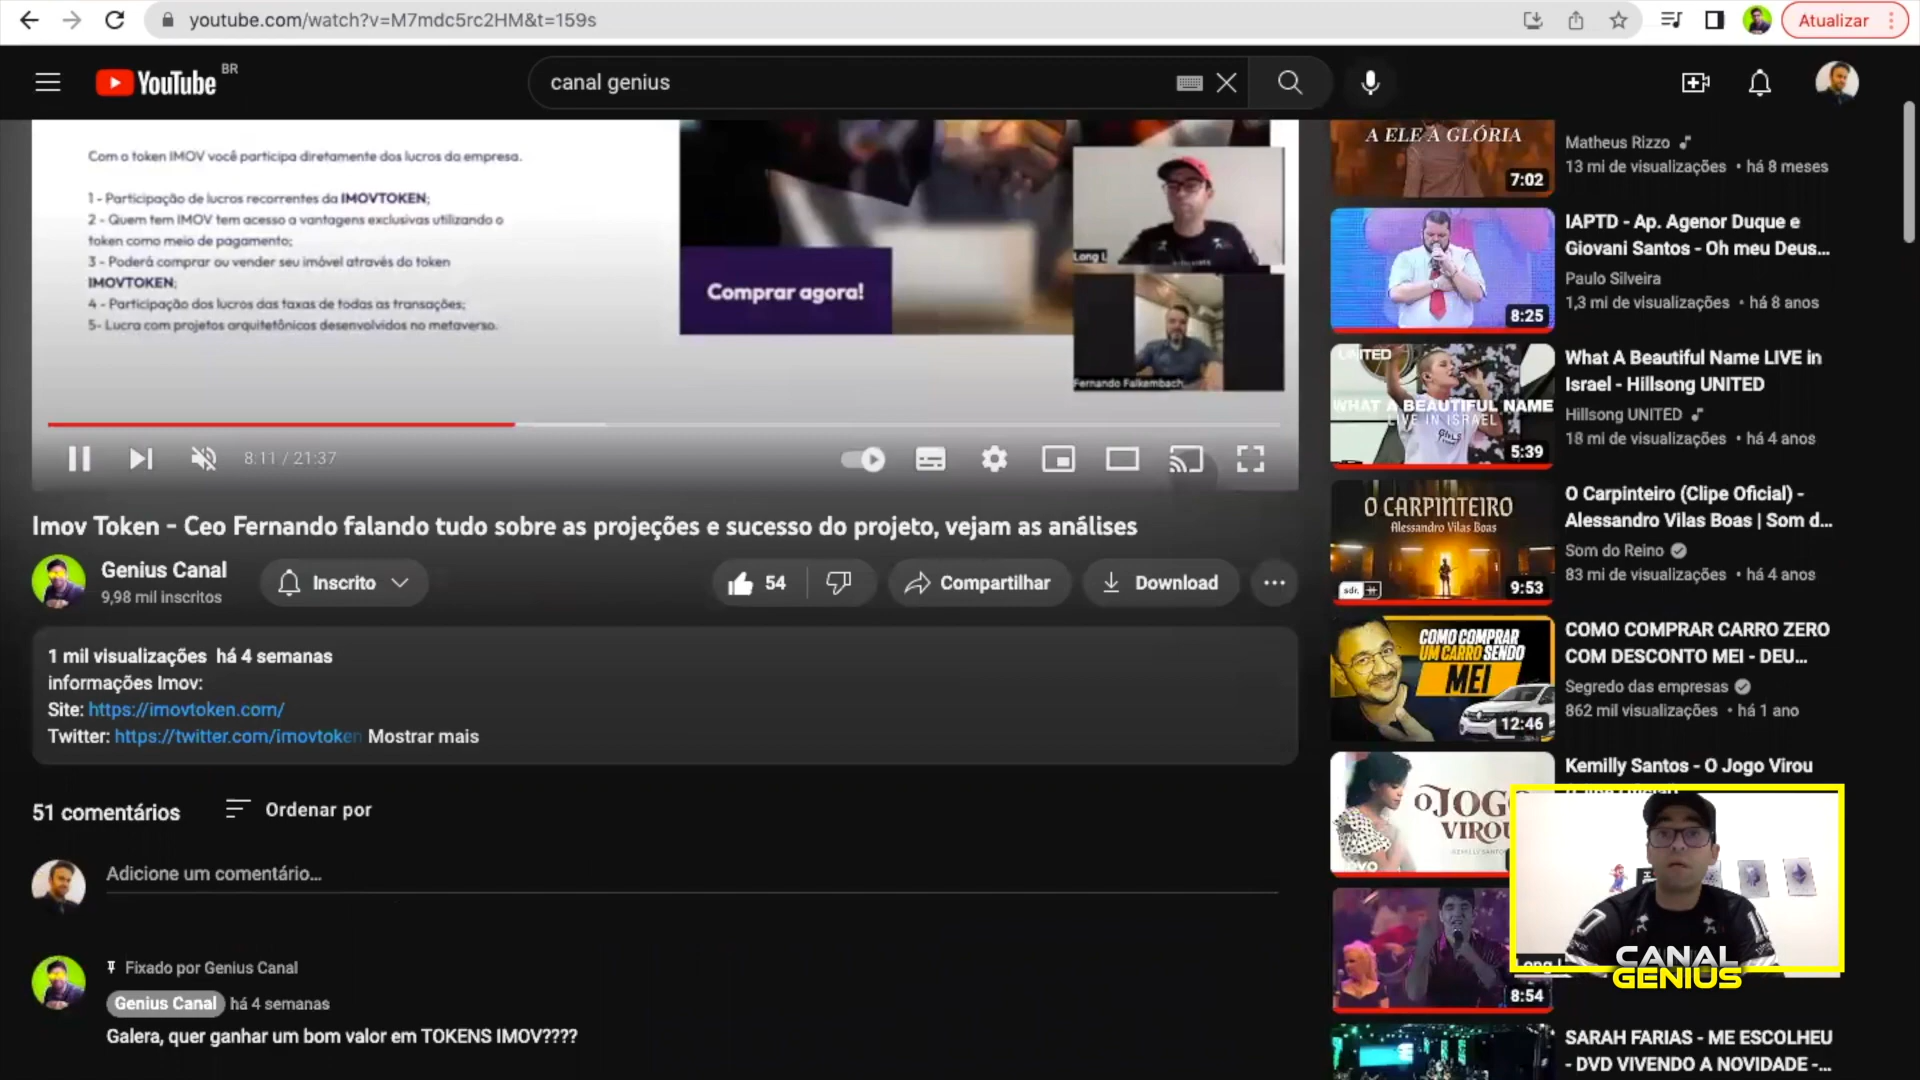 youtube.com/watch?v=M7mdc5rc2HM&t=159s
Atualizar
YouTube BR
canal genius
Com o token IMOV você participa diretamente dos lucros da empresa.
1 - Participação de lucros recorrentes da IMOVTOKEN;
2 - Quem tem IMOV tem acesso a vantagens exclusivas utilizando o
token como meio de pagamento;
3 - Poderá comprar ou vender seu imóvel através do token
IMOVTOKEN;
4 - Participação dos lucros das taxas de todas as transações;
5- Lucra com projetos arquitetônicos desenvolvidos no metaverso.
Comprar agora!
Long L
Fernando Falkembach
8:11 / 21:37
Imov Token - Ceo Fernando falando tudo sobre as projeções e sucesso do projeto, vejam as análises
Genius Canal
9,98 mil inscritos
Inscrito
54
Compartilhar
Download
1 mil visualizações há 4 semanas
informações Imov:
Site: https://imovtoken.com/
Twitter: https://twitter.com/imovtoken Mostrar mais
51 comentários
Ordenar por
Adicione um comentário...
Fixado por Genius Canal
Genius Canal há 4 semanas
Galera, quer ganhar um bom valor em TOKENS IMOV????
A ELE A GLÓRIA
7:02
Matheus Rizzo
13 mi de visualizações • há 8 meses
8:25
IAPTD - Ap. Agenor Duque e
Giovani Santos - Oh meu Deus...
Paulo Silveira
1,3 mi de visualizações • há 8 anos
UNITED
WHAT A BEAUTIFUL NAME
LIVE IN ISRAEL
GIRLS
5:39
What A Beautiful Name LIVE in
Israel - Hillsong UNITED
Hillsong UNITED
18 mi de visualizações • há 4 anos
O CARPINTEIRO
Alessandro Vilas Boas
sdr.
9:53
O Carpinteiro (Clipe Oficial) -
Alessandro Vilas Boas | Som d...
Som do Reino
83 mi de visualizações • há 4 anos
COMO COMPRAR
UM CARRO SENDO
MEI
12:46
COMO COMPRAR CARRO ZERO
COM DESCONTO MEI - DEU...
Segredo das empresas
862 mil visualizações • há 1 ano
O JOGO
VIROU
Kemilly Santos - O Jogo Virou
8:54
Long L
CANAL
GENIUS
SARAH FARIAS - ME ESCOLHEU
- DVD VIVENDO A NOVIDADE -...